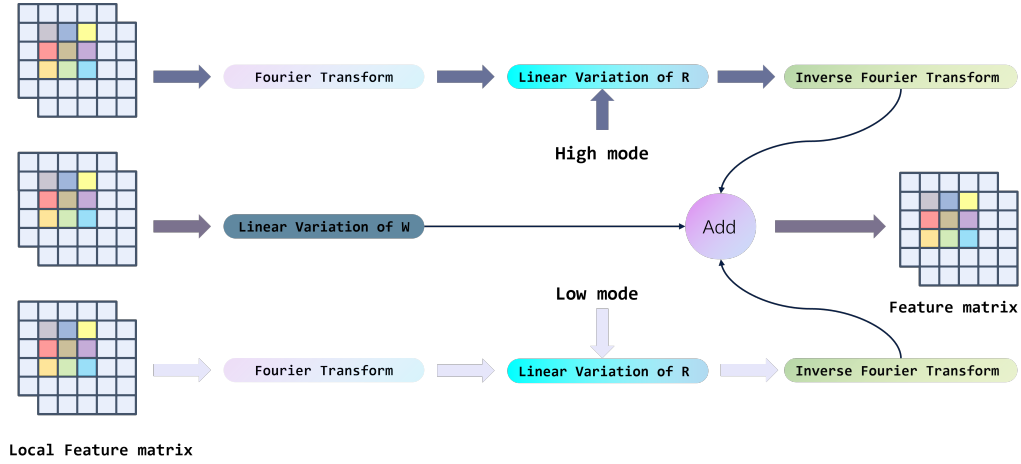 Fourier Transform
Linear Variation of R
Inverse Fourier Transform
High mode
Linear Variation of W
Add
Low mode
Feature matrix
Fourier Transform
Linear Variation of R
Inverse Fourier Transform
Local Feature matrix